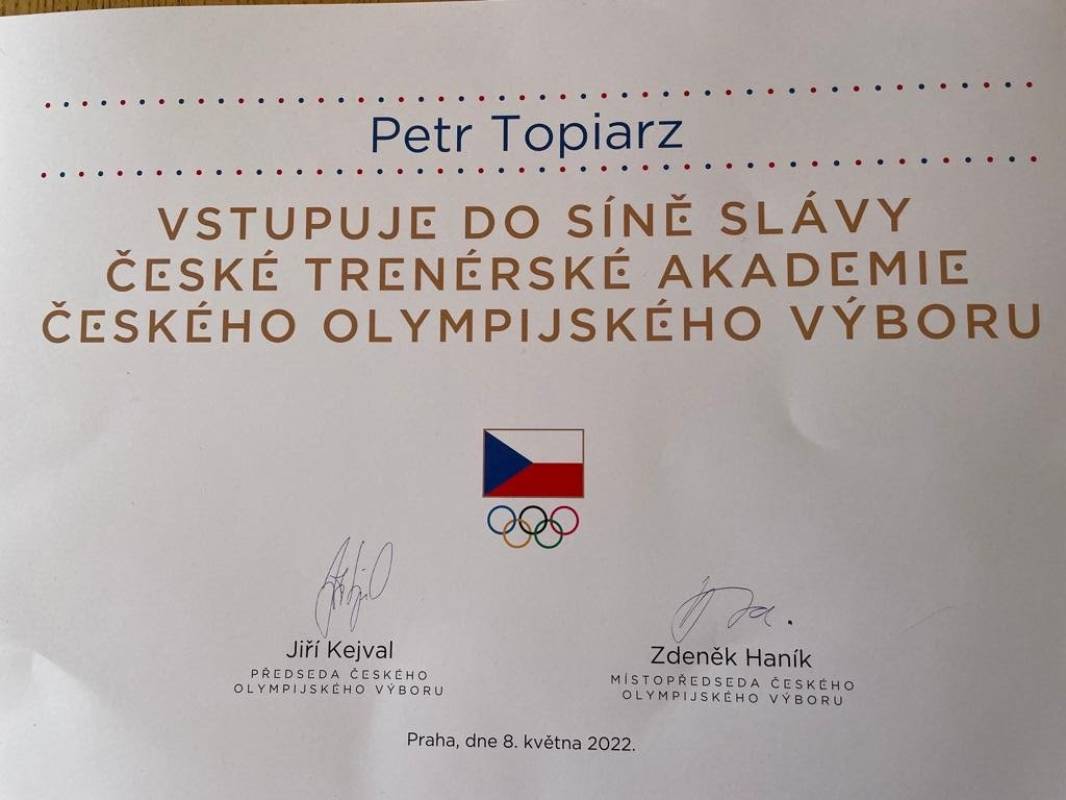 Petr Topiarz
VSTUPUJE DO SÍNĚ SLÁVY
ČESKÉ TRENÉRSKÉ AKADEMIE
ČESKÉHO OLYMPIJSKÉHO VÝBORU
Jiří Kejval
PŘEDSEDA ČESKÉHO
OLYMPIJSKÉHO VÝBORU
Zdeněk Haník
MÍSTOPŘEDSEDA ČESKÉHO
OLYMPIJSKÉHO VÝBORU
Praha, dne 8. května 2022.